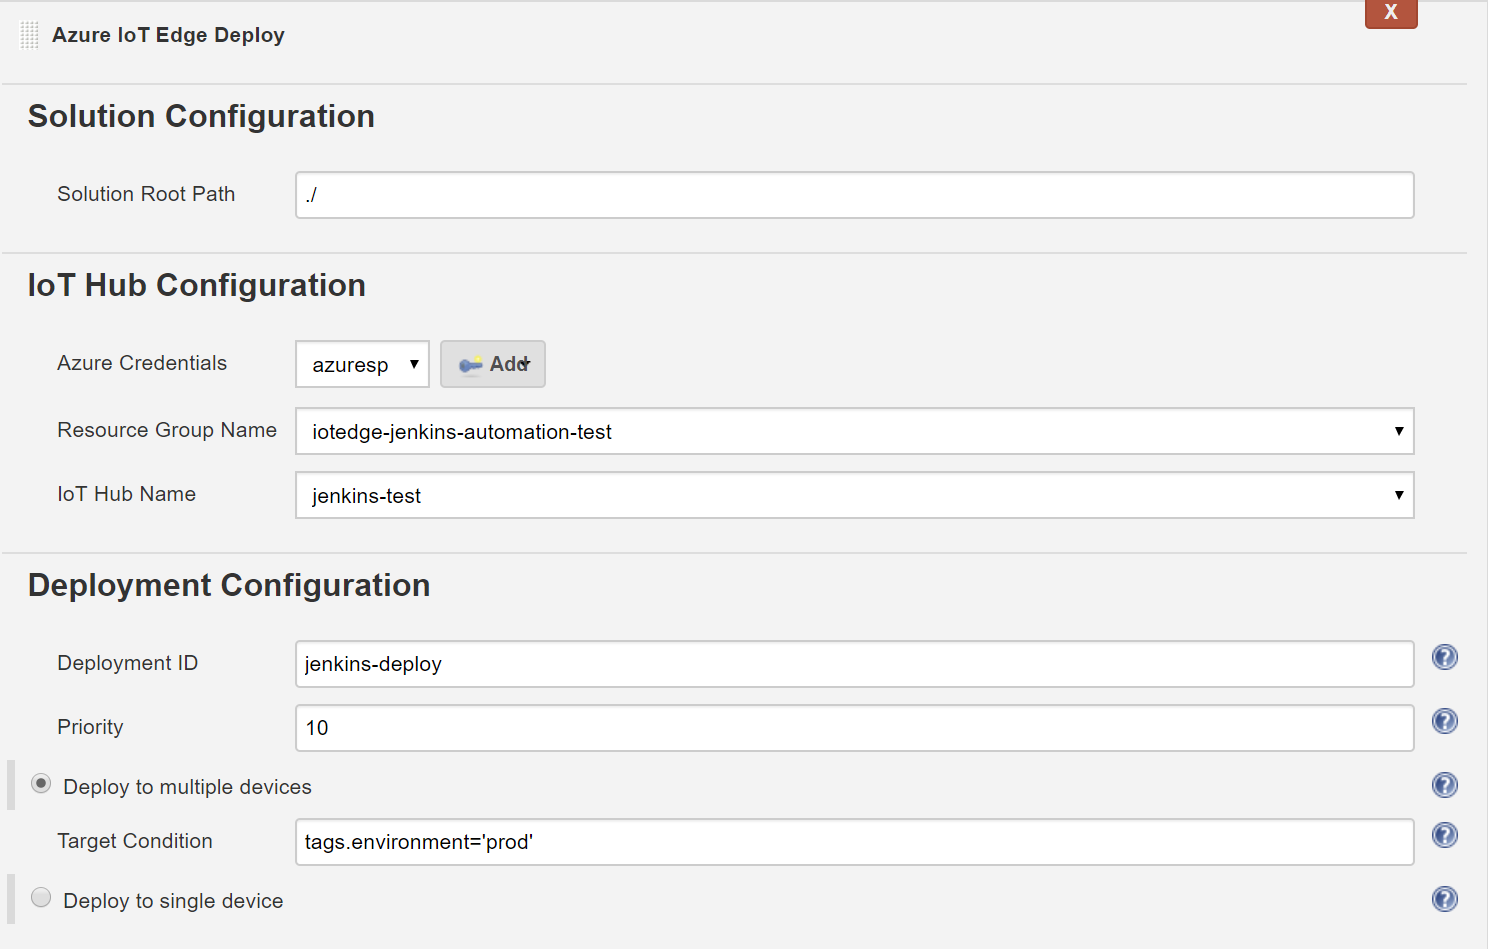 X
Azure IoT Edge Deploy
Solution Configuration
Solution Root Path ./
IoT Hub Configuration
Azure Credentials azuresp Add
Resource Group Name iotedge-jenkins-automation-test
IoT Hub Name jenkins-test
Deployment Configuration
Deployment ID jenkins-deploy ?
Priority 10 ?
Deploy to multiple devices ?
Target Condition tags.environment='prod' ?
Deploy to single device ?